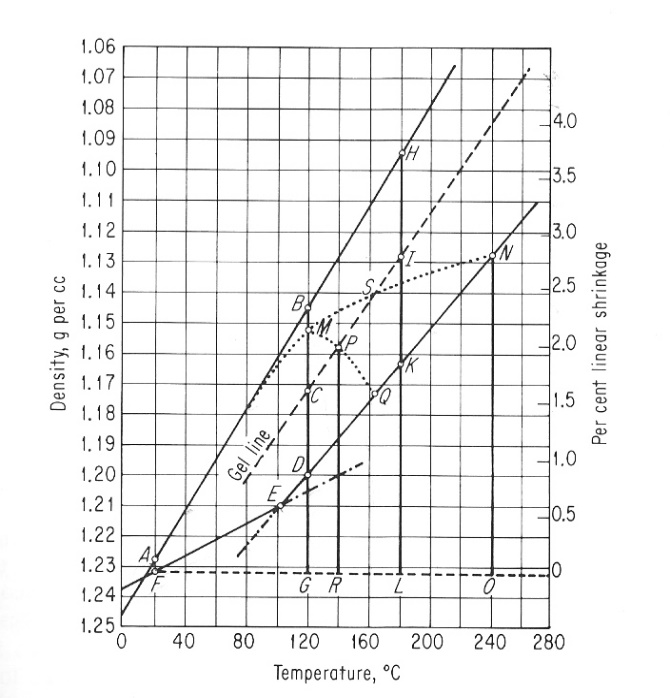 1.06
1.07
1.08
1.09
1.10
1.11
1.12
1.13
1.14
1.15
1.16
1.17
1.18
1.19
1.20
1.21
1.22
1.23
1.24
1.25
Density, g per cc
4.0
3.5
3.0
2.5
2.0
1.5
1.0
0.5
0
Per cent linear shrinkage
H
I
N
S
B
M
P
K
C
Q
Gel line
D
E
A
F
G
R
L
O
0
40
80
120
160
200
240
280
Temperature, °C